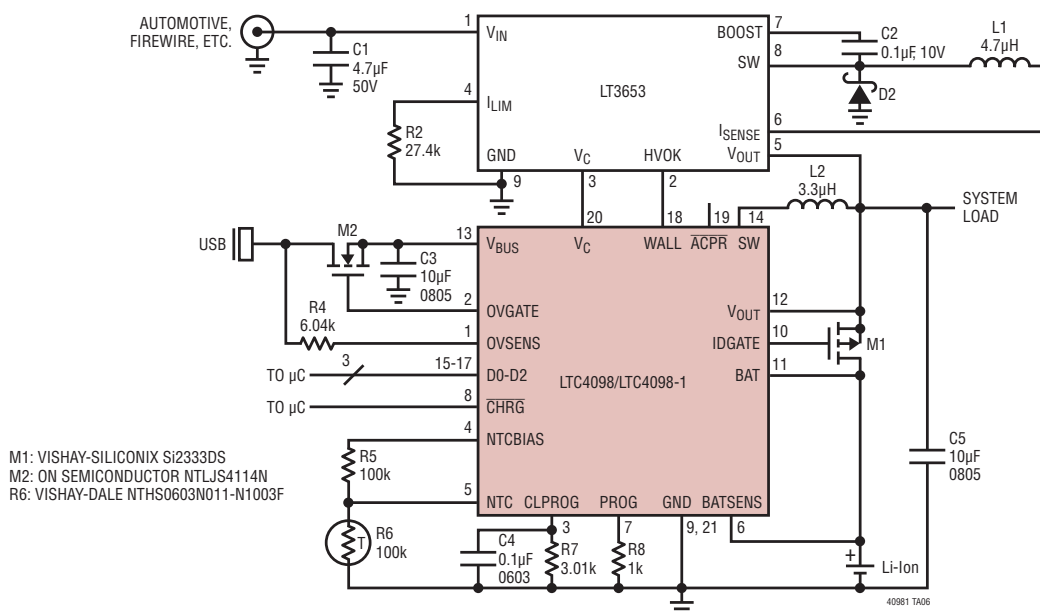 AUTOMOTIVE,
FIREWIRE, ETC.
C1
4.7µF
50V
1
VIN
4
ILIM
R2
27.4k
GND
9
LT3653
VC
3
HVOK
2
BOOST
7
SW
8
ISENSE
6
VOUT
5
C2
0.1µF, 10V
D2
L1
4.7µH
L2
3.3µH
SYSTEM
LOAD
USB
M2
C3
10µF
0805
R4
6.04k
TO µC
3
TO µC
13
VBUS
2
OVGATE
1
OVSENS
15-17
D0-D2
8
CHRG
4
NTCBIAS
5
NTC
20
VC
18
WALL
19
ACPR
14
SW
12
VOUT
10
IDGATE
11
BAT
LTC4098/LTC4098-1
M1
CLPROG
3
PROG
7
GND
9, 21
BATSENS
6
R5
100k
T
R6
100k
C4
0.1µF
0603
R7
3.01k
R8
1k
C5
10µF
0805
+
Li-Ion
M1: VISHAY-SILICONIX Si2333DS
M2: ON SEMICONDUCTOR NTLJS4114N
R6: VISHAY-DALE NTHS0603N011-N1003F
40981 TA06